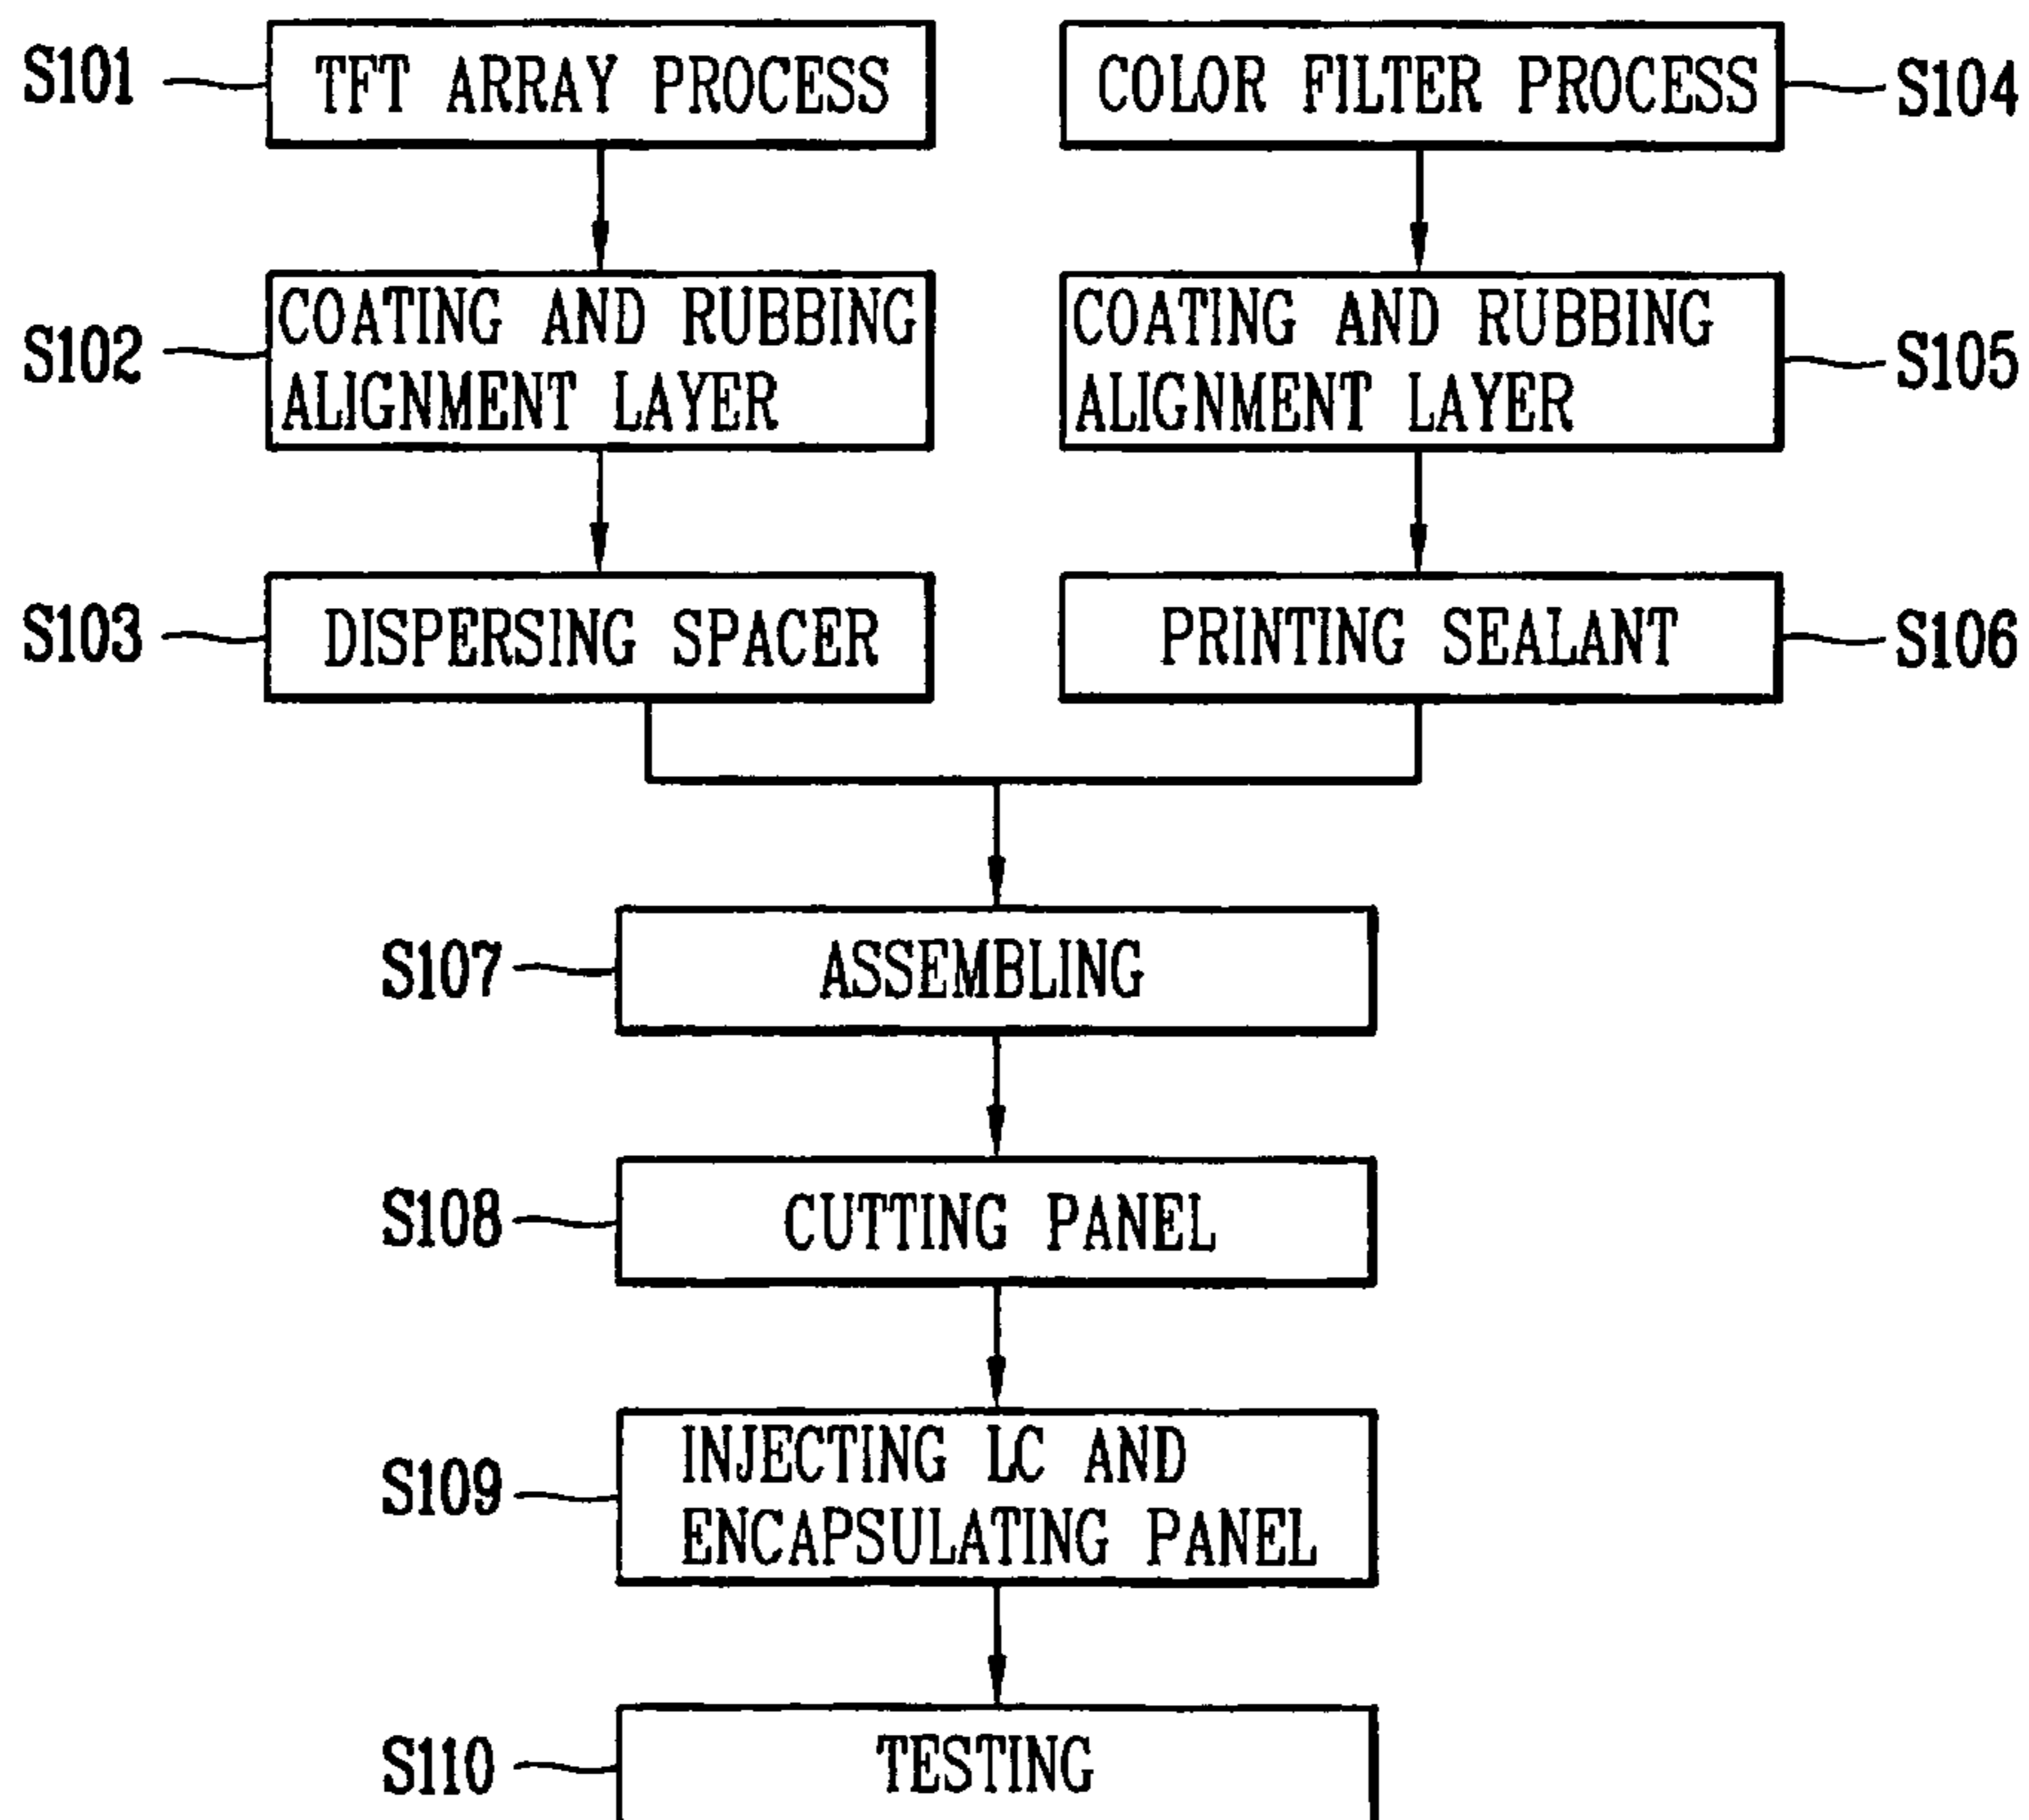 S101
TFT ARRAY PROCESS
COLOR FILTER PROCESS
S104
S102
COATING AND RUBBING
ALIGNMENT LAYER
COATING AND RUBBING
ALIGNMENT LAYER
S105
S103
DISPERSING SPACER
PRINTING SEALANT
S106
S107
ASSEMBLING
S108
CUTTING PANEL
S109
INJECTING LC AND
ENCAPSULATING PANEL
S110
TESTING